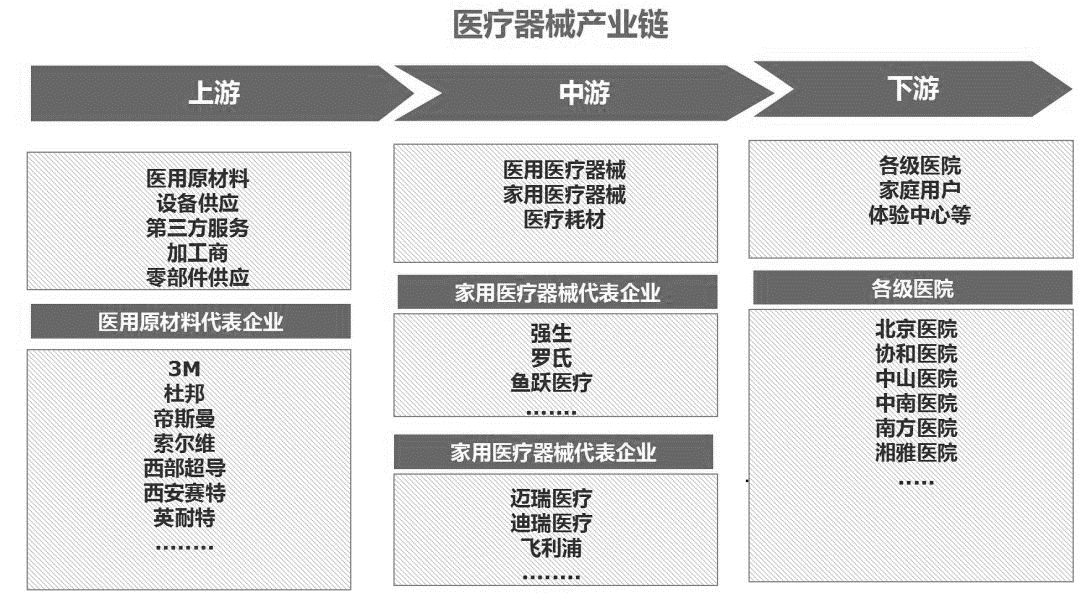 医疗器械产业链
上游
中游
下游
医用原材料
设备供应
第三方服务
加工商
零部件供应
医用原材料代表企业
3M
杜邦
帝斯曼
索尔维
西部超导
西安赛特
英耐特
........
医用医疗器械
家用医疗器械
医疗耗材
家用医疗器械代表企业
强生
罗氏
鱼跃医疗
.......
家用医疗器械代表企业
迈瑞医疗
迪瑞医疗
飞利浦
........
各级医院
家庭用户
体验中心等
各级医院
北京医院
协和医院
中山医院
中南医院
南方医院
湘雅医院
.....